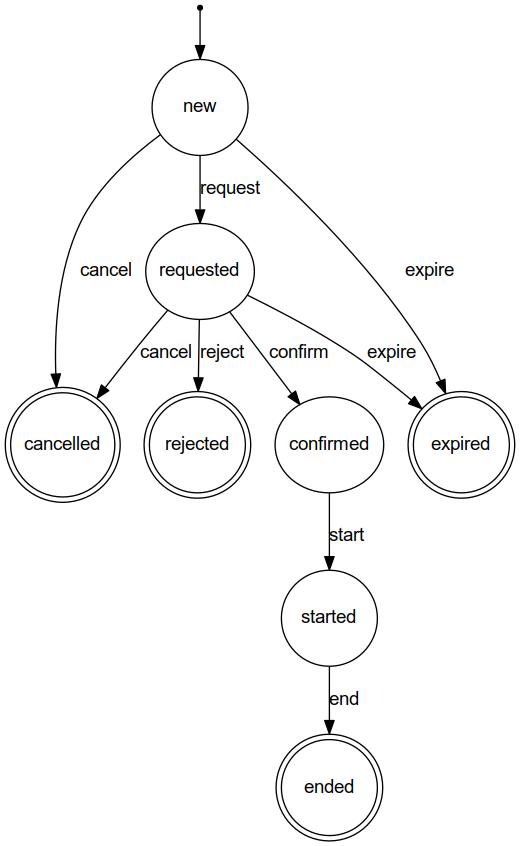 new
request
requested
cancel
expire
cancel
reject
confirm
expire
cancelled
rejected
confirmed
expired
start
started
end
ended